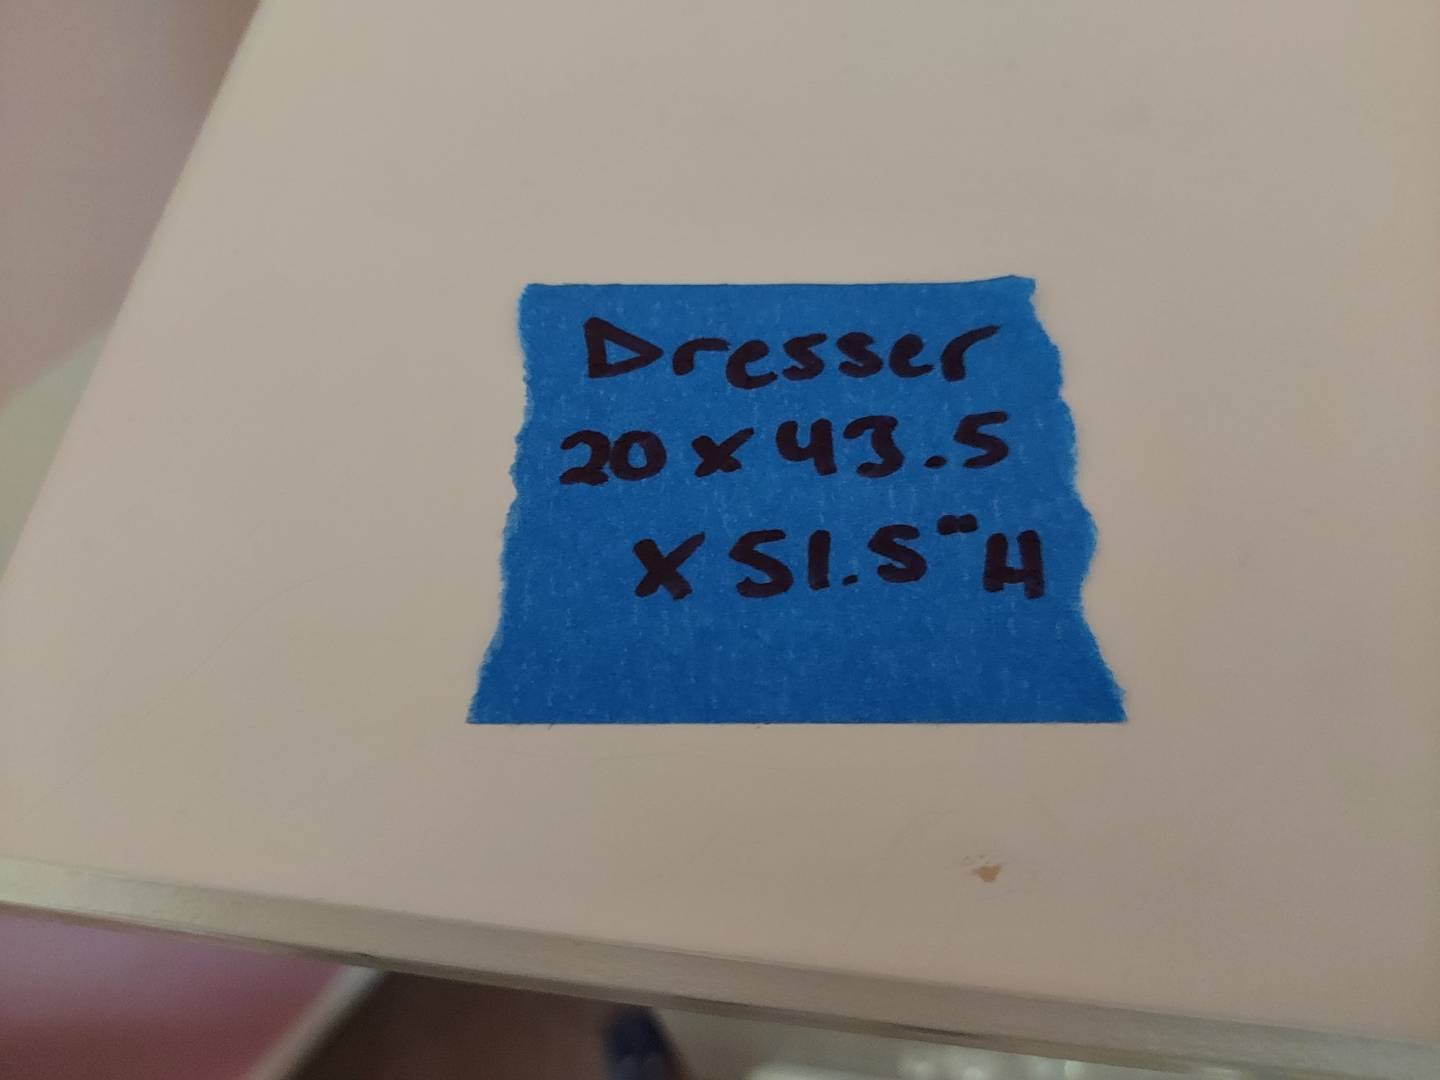 Dresser
20 x 43.5
x 51.5" H